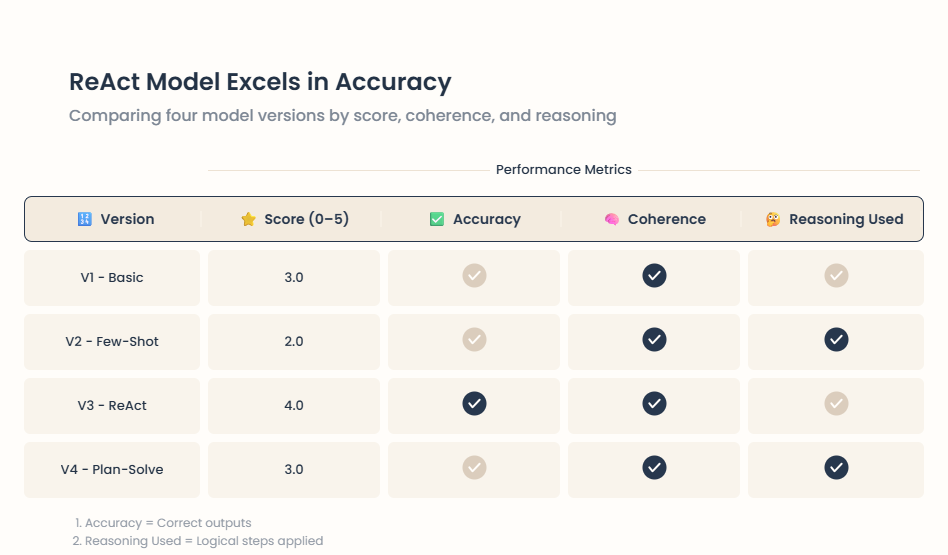 ReAct Model Excels in Accuracy
Comparing four model versions by score, coherence, and reasoning
Performance Metrics
🔢 Version ⭐ Score (0–5) ✅ Accuracy 🧠 Coherence 🤔 Reasoning Used
V1 - Basic 3.0
V2 - Few-Shot 2.0
V3 - ReAct 4.0
V4 - Plan-Solve 3.0
1. Accuracy = Correct outputs
2. Reasoning Used = Logical steps applied